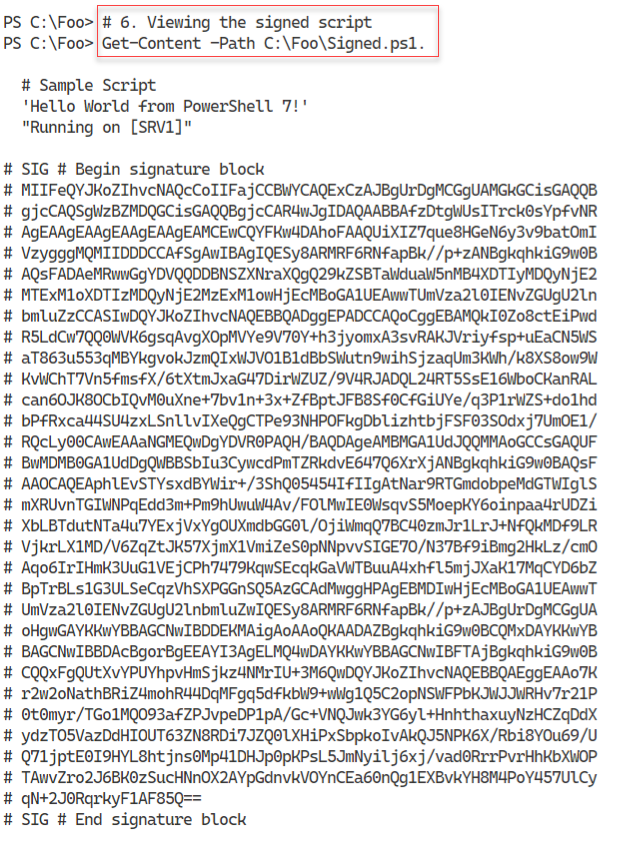 PS C:\Foo> # 6. Viewing the signed script
PS C:\Foo> Get-Content -Path C:\Foo\Signed.ps1.
# Sample Script
'Hello World from PowerShell 7!'
"Running on [SRV1]"
# SIG # Begin signature block
# MIIFeQYJKoZIhvcNAQcCoIIFajCCBWYCAQExCzAJBgUrDgMCGgUAMGkGCisGAQQB
# gjcCAQSgWzBZMDQGCisGAQQBgjcCAR4wJgIDAQAABBAfzDtgWUsITrck0sYpfvNR
# AgEAAgEAAgEAAgEAAgEAMCEwCQYFKw4DAhoFAAQUiXIZ7que8HGeN6y3v9batOmI
# VzygggMQMIIDDDCCAfSgAwIBAgIQESy8ARMRF6RNfapBk//p+zANBgkqhkiG9w0B
# AQsFADAeMRwwGgYDVQQDDBNSZXNraXQgQ29kZSBTaWduaW5nMB4XDTIyMDQyNjE2
# MTExM1oXDTIzMDQyNjE2MzExM1owHjEcMBoGA1UEAwwTUmVza2l0IENvZGUgU2ln
# bmluZzCCASIwDQYJKoZIhvcNAQEBBQADggEPADCCAQoCggEBAMQkI0Zo8ctEiPwd
# R5LdCw7QQ0WVK6gsqAvgXOpMVYe9V70Y+h3jyomxA3svRAKJVriyfsp+uEaCN5WS
# aT863u553qMBYkgvokJzmQIxWJVO1B1dBbSWutn9wihSjzaqUm3KWh/k8XS8ow9W
# KvWChT7Vn5fmsfX/6tXtmJxaG47DirWZUZ/9V4RJADQL24RT5SsE16WboCKanRAL
# can6OJK8OCbIQvM0uXne+7bv1n+3x+ZfBptJFB8Sf0CfGiUYe/q3P1rWZS+do1hd
# bPfRxca44SU4zxLSnllvIXeQgCTPe93NHPOFkgDblizhtbjFSF03SOdxj7UmOE1/
# RQcLy00CAwEAAaNGMEQwDgYDVR0PAQH/BAQDAgeAMBMGA1UdJQQMMAoGCCsGAQUF
# BwMDMB0GA1UdDgQWBBSbIu3CywcdPmTZRkdvE647Q6XrXjANBgkqhkiG9w0BAQsF
# AAOCAQEAphlEvSTYsxdBYWir+/3ShQ05454IfIIgAtNar9RTGmdobpeMdGTWIglS
# mXRUvnTGIWNPqEdd3m+Pm9hUwuW4Av/FOlMwIE0WsqvS5MoepKY6oinpaa4rUDZi
# XbLBTdutNTa4u7YExjVxYgOUXmdbGG0l/OjiWmqQ7BC40zmJr1LrJ+NfQkMDf9LR
# VjkrLX1MD/V6ZqZtJK57XjmX1VmiZeS0pNNpvvSIGE7O/N37Bf9iBmg2HkLz/cmO
# Aqo6IrIHmK3UuG1VEjCPh7479KqwSEcqkGaVWTBuuA4xhfl5mjJXaK17MqCYD6bZ
# BpTrBLs1G3ULSeCqzVhSXPGGnSQ5AzGCAdMwggHPAgEBMDIwHjEcMBoGA1UEAwwT
# UmVza2l0IENvZGUgU2lnbmluZwIQESy8ARMRF6RNfapBk//p+zAJBgUrDgMCGgUA
# oHgwGAYKKwYBBAGCNwIBDDEKMAigAoAAoQKAADAZBgkqhkiG9w0BCQMxDAYKKwYB
# BAGCNwIBBDAcBgorBgEEAYI3AgELMQ4wDAYKKwYBBAGCNwIBFTAjBgkqhkiG9w0B
# CQQxFgQUtXvYPUYhpvHmSjkz4NMrIU+3M6QwDQYJKoZIhvcNAQEBBQAEggEAAo7K
# r2w2oNathBRiZ4mohR44DqMFgq5dfkbW9+wWg1Q5C2opNSWFPbKJWJJWRHv7r21P
# 0t0myr/TGo1MQO93afZPJvpeDP1pA/Gc+VNQJwk3YG6yl+HnhthaxuyNzHCZqDdX
# ydzTO5VazDdHIOUT63ZN8RDi7JZQ0lXHiPxSbpkoIvAkQJ5NPK6X/Rbi8YOu69/U
# Q71jptE0I9HYL8htjns0Mp41DHJp0pKPsL5JmNyilj6xj/vad0RrrPvrHhKbXWOP
# TAwvZro2J6BK0zSucHNnOX2AYpGdnvkVOYnCEa60nQg1EXBvkYH8M4PoY457UlCy
# qN+2J0RqrkyF1AF85Q==
# SIG # End signature block